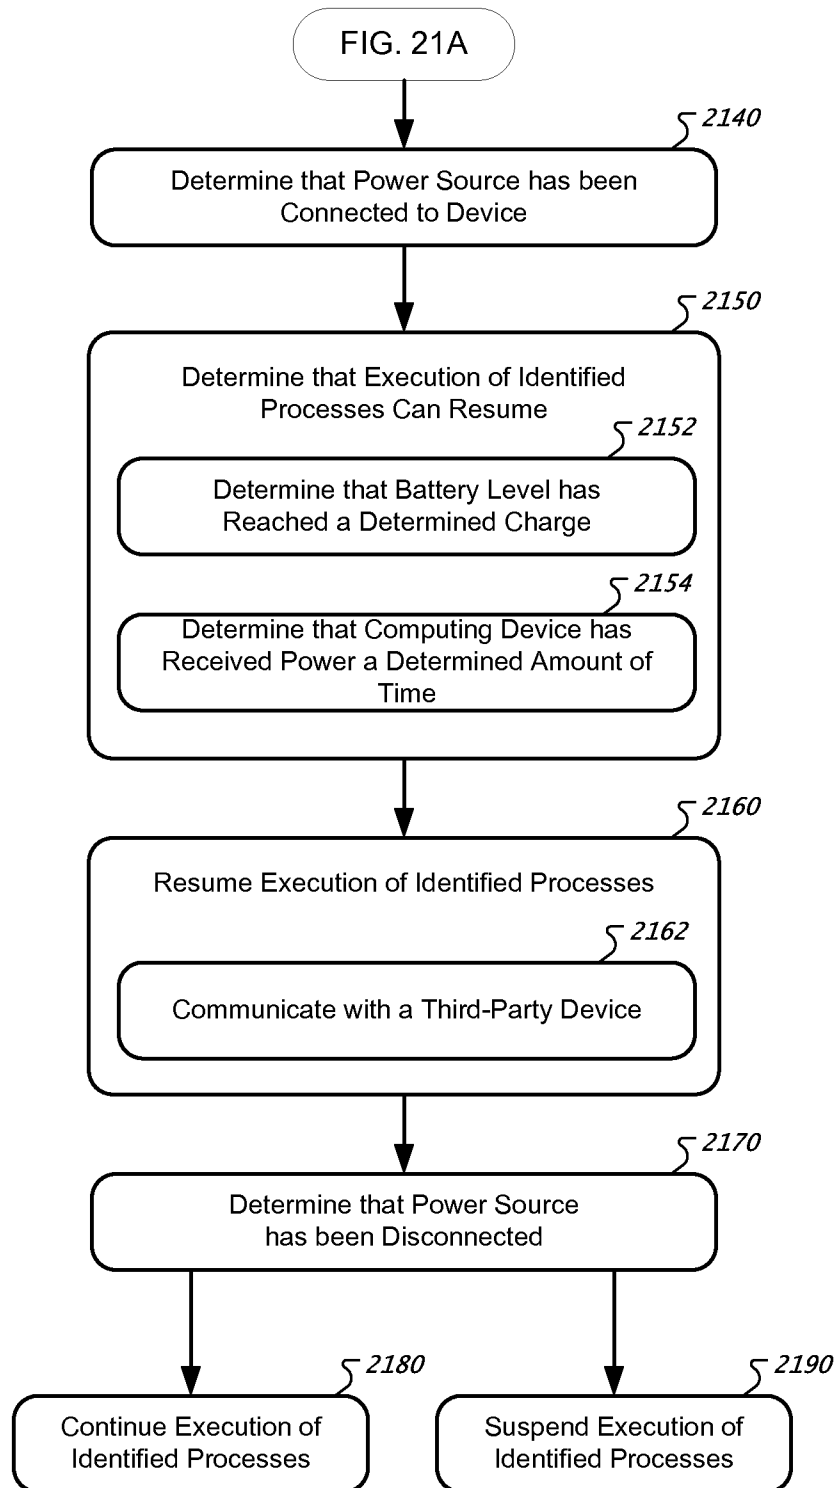 FIG. 21A
2140
Determine that Power Source has been
Connected to Device
2150
Determine that Execution of Identified
Processes Can Resume
2152
Determine that Battery Level has
Reached a Determined Charge
2154
Determine that Computing Device has
Received Power a Determined Amount of
Time
2160
Resume Execution of Identified Processes
2162
Communicate with a Third-Party Device
2170
Determine that Power Source
has been Disconnected
2180
Continue Execution of
Identified Processes
2190
Suspend Execution of
Identified Processes